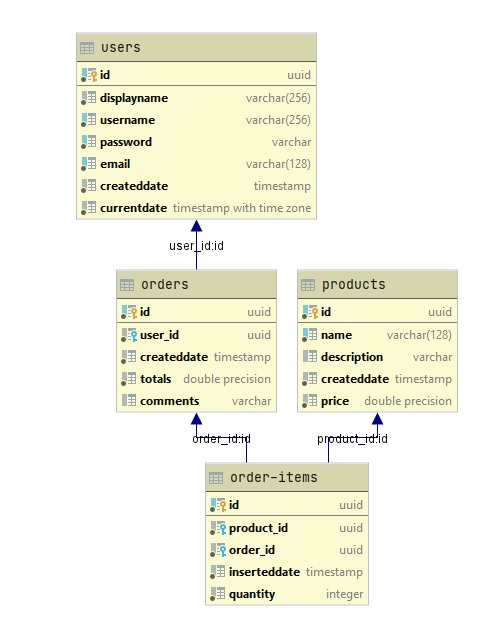 users
id uuid
displayname varchar(256)
username varchar(256)
password varchar
email varchar(128)
createddate timestamp
currentdate timestamp with time zone
user_id:id
orders
id uuid
user_id uuid
createddate timestamp
totals double precision
comments varchar
products
id uuid
name varchar(128)
description varchar
createddate timestamp
price double precision
order_id:id
product_id:id
order-items
id uuid
product_id uuid
order_id uuid
inserteddate timestamp
quantity integer